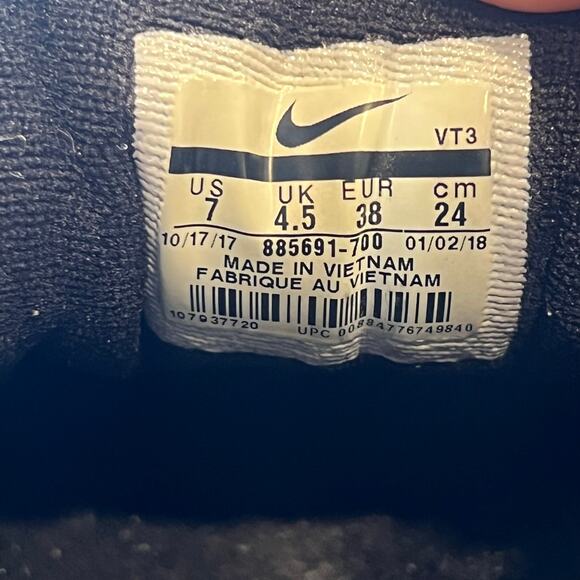 VT3
US UK EUR cm
7 4.5 38 24
10/17/17 885691-700 01/02/18
MADE IN VIETNAM
FABRIQUE AU VIETNAM
107937720 UPC 00884776749840